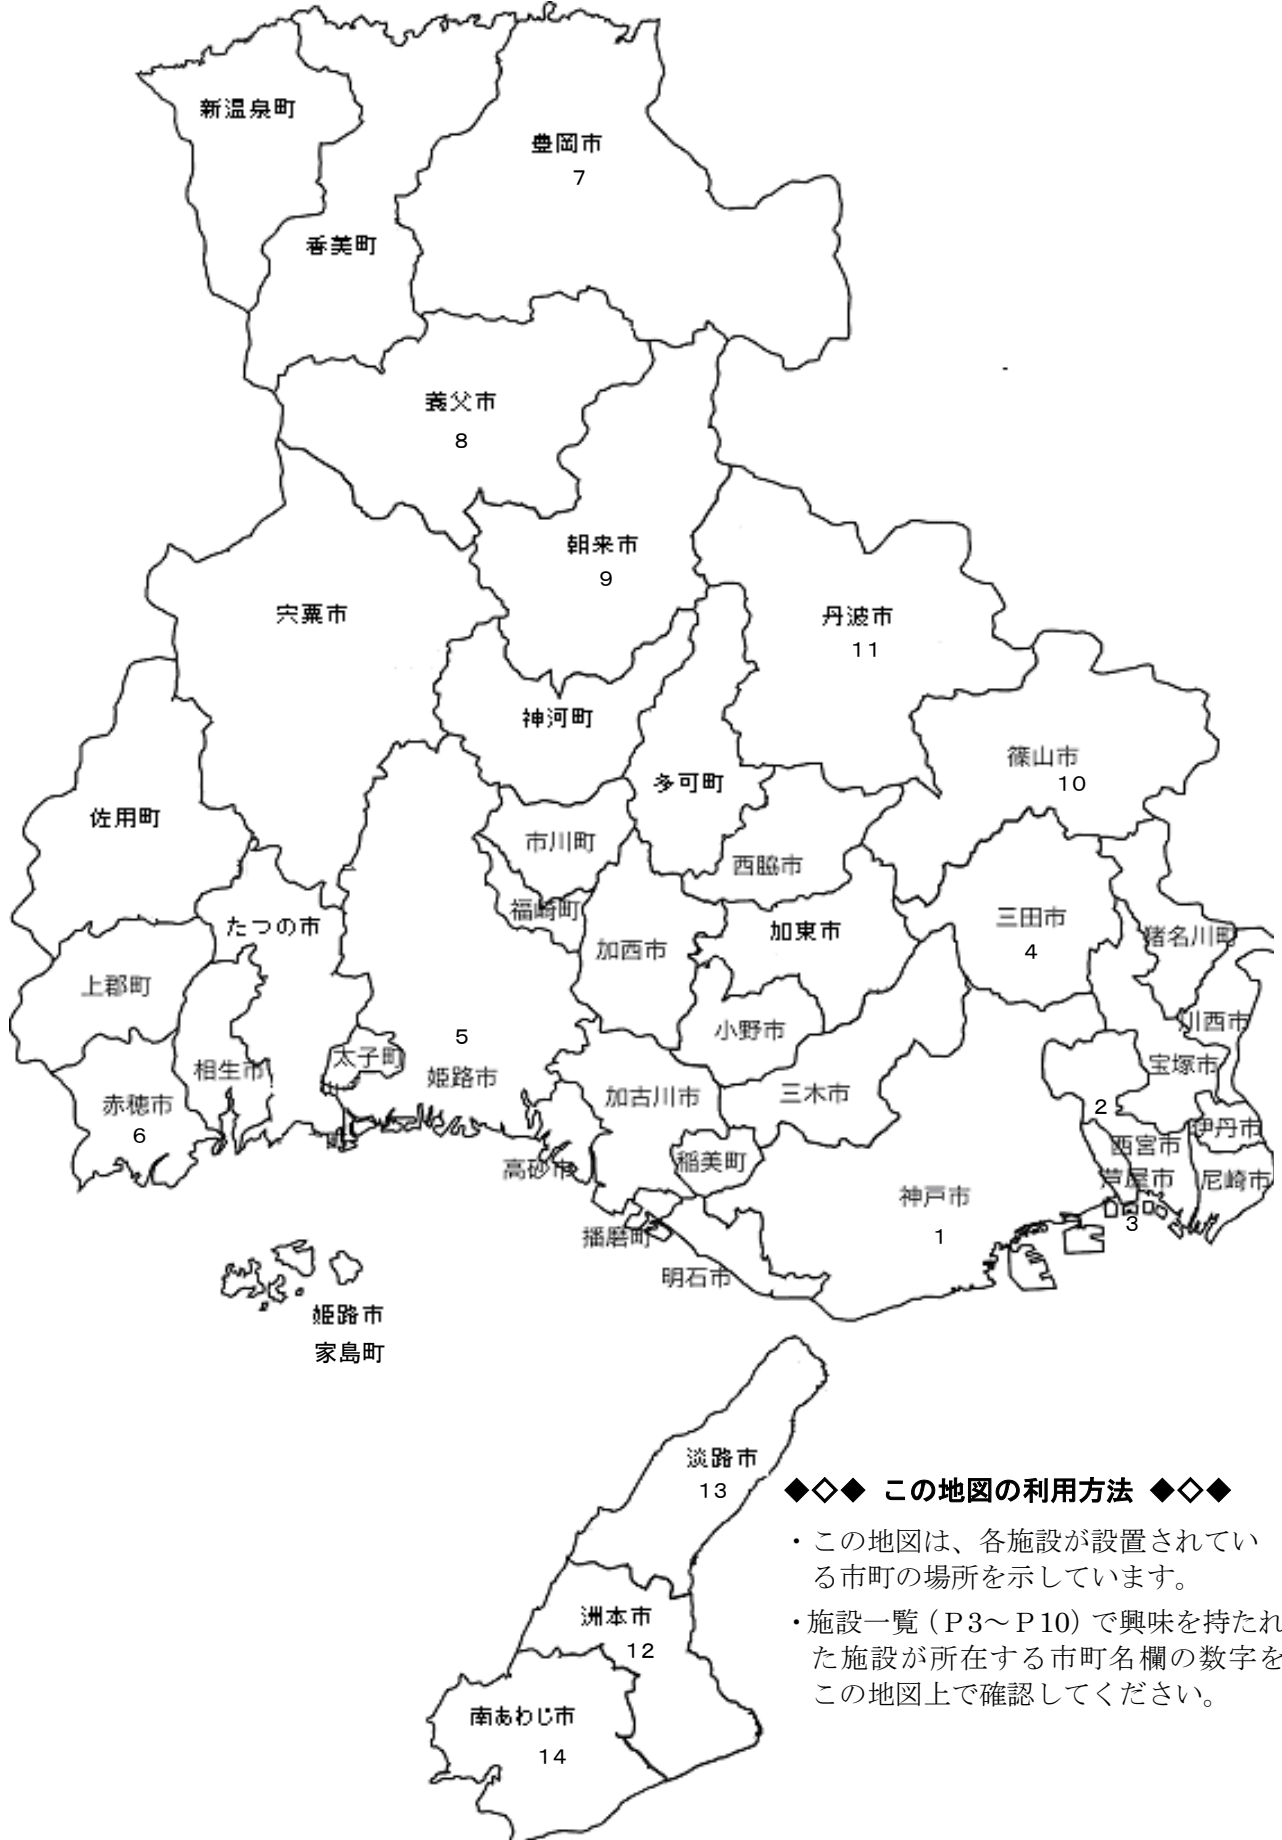 新温泉町
豊岡市
7
香美町
養父市
8
朝来市
9
宍粟市
丹波市
11
神河町
篠山市
10
多可町
佐用町
市川町
西脇市
福崎町
たつの市
加西市
加東市
三田市
4
猪名川町
上郡町
小野市
川西市
5
太子町
相生市
姫路市
宝塚市
赤穂市
6
加古川市
三木市
2
伊丹市
西宮市
高砂市
稲美町
芦屋市
尼崎市
神戸市
1
3
播磨町
明石市
姫路市
家島町
淡路市
13
◆◇◆ この地図の利用方法 ◆◇◆
・この地図は、各施設が設置されてい
る市町の場所を示しています。
・施設一覧（P3～P10）で興味を持たれ
た施設が所在する市町名欄の数字を
この地図上で確認してください。
洲本市
12
南あわじ市
14